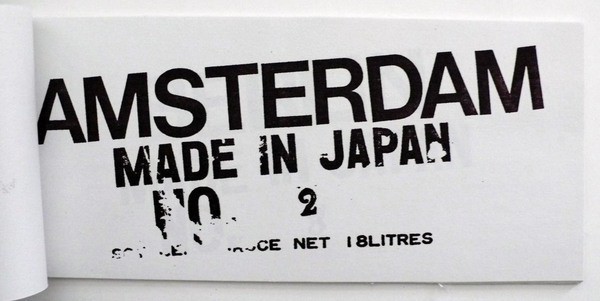 AMSTERDAM
MADE IN JAPAN
NO. 2
NET 18LITRES